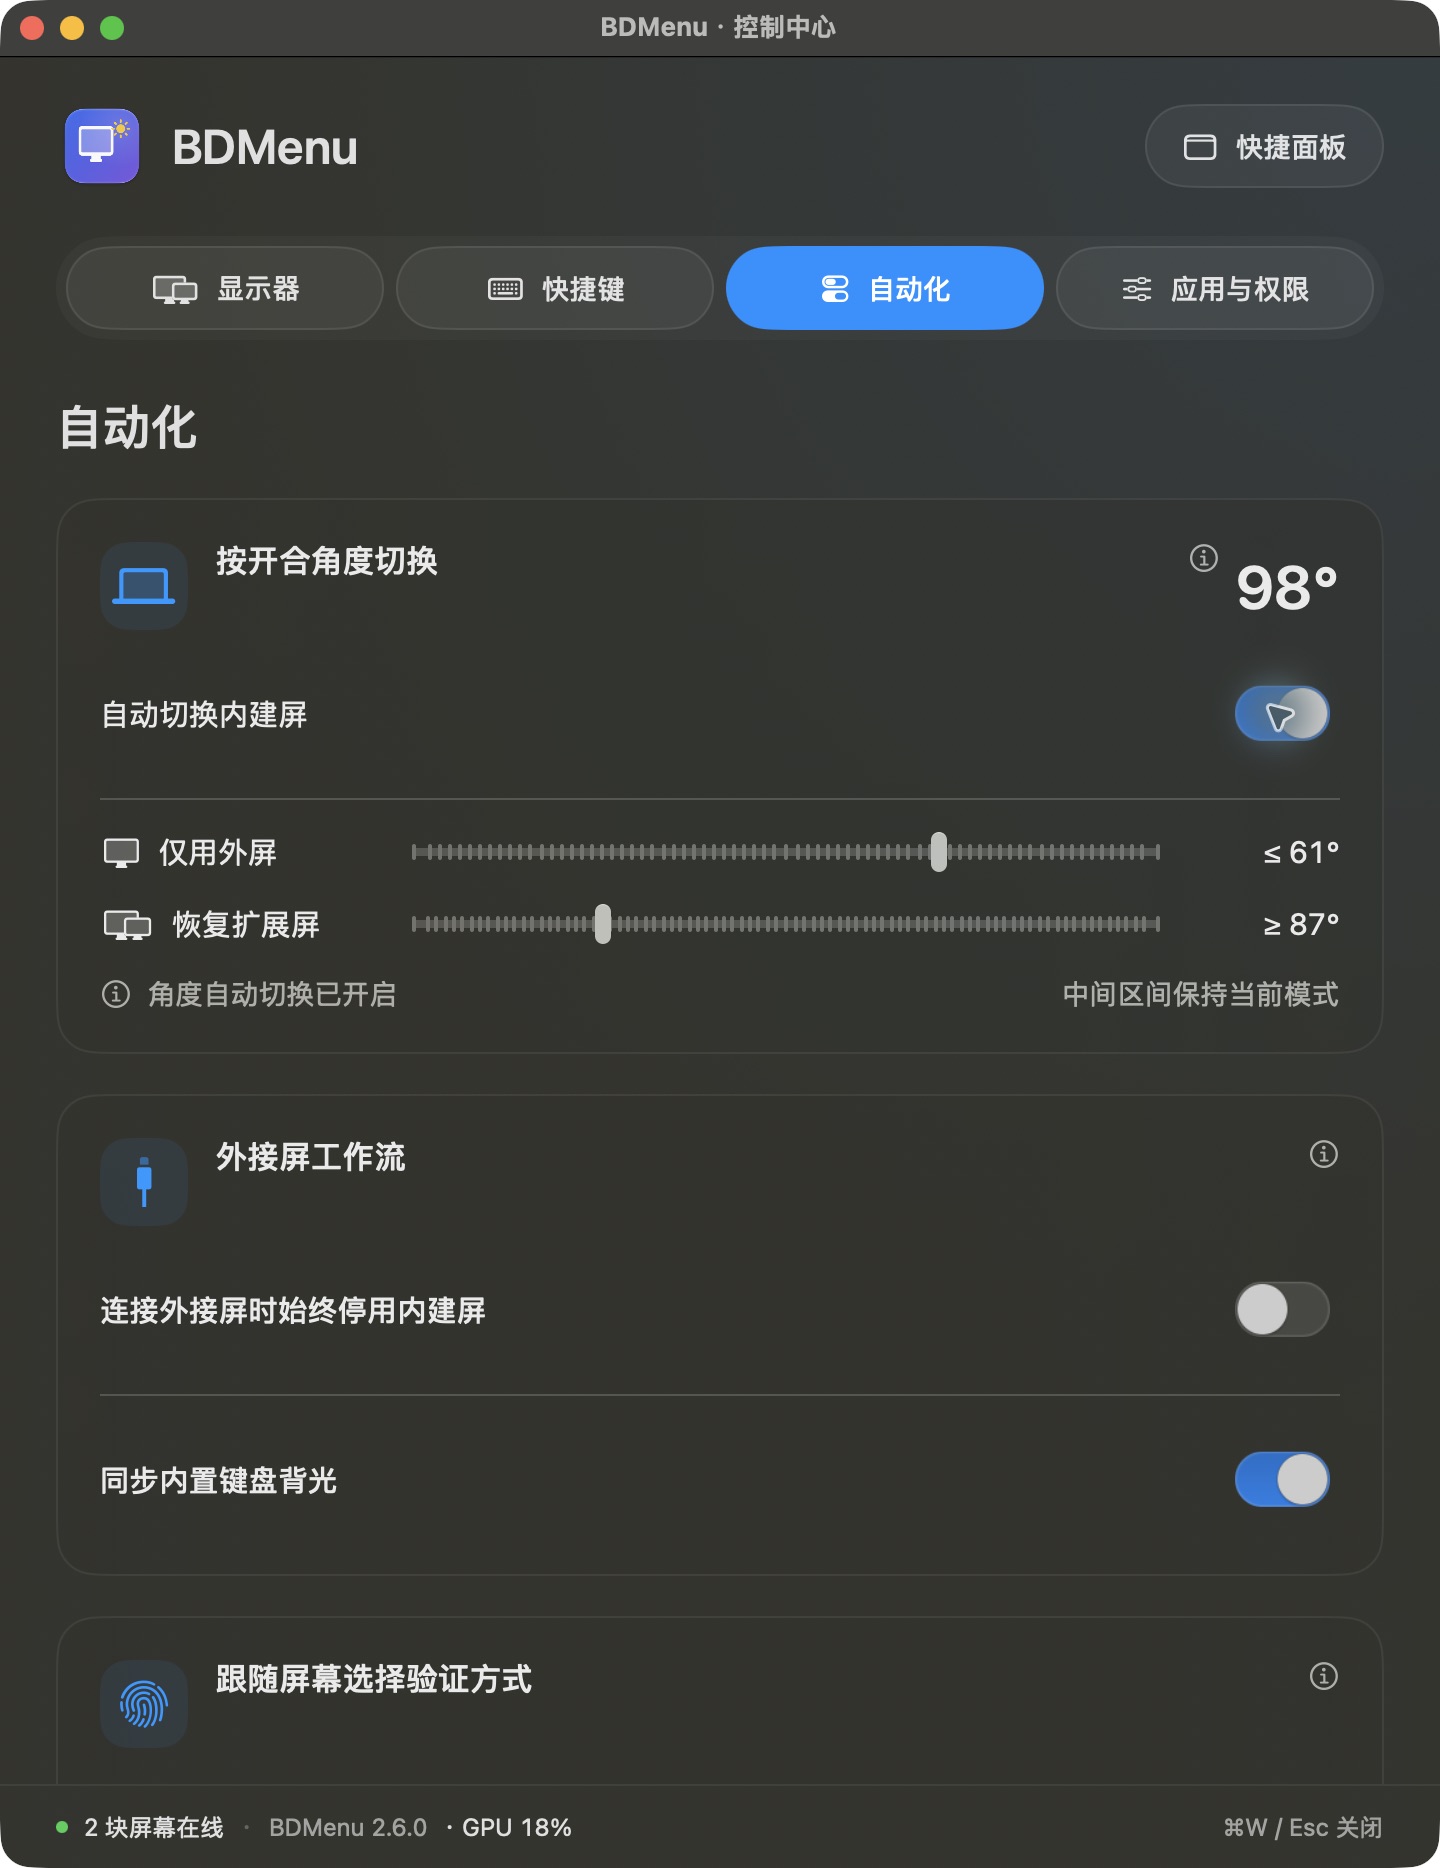 BDMenu · 控制中心
BDMenu
快捷面板
显示器
快捷键
自动化
应用与权限
自动化
按开合角度切换
98°
自动切换内建屏
仅用外屏
≤ 61°
恢复扩展屏
≥ 87°
角度自动切换已开启
中间区间保持当前模式
外接屏工作流
连接外接屏时始终停用内建屏
同步内置键盘背光
跟随屏幕选择验证方式
2 块屏幕在线 · BDMenu 2.6.0 · GPU 18%
⌘W / Esc 关闭